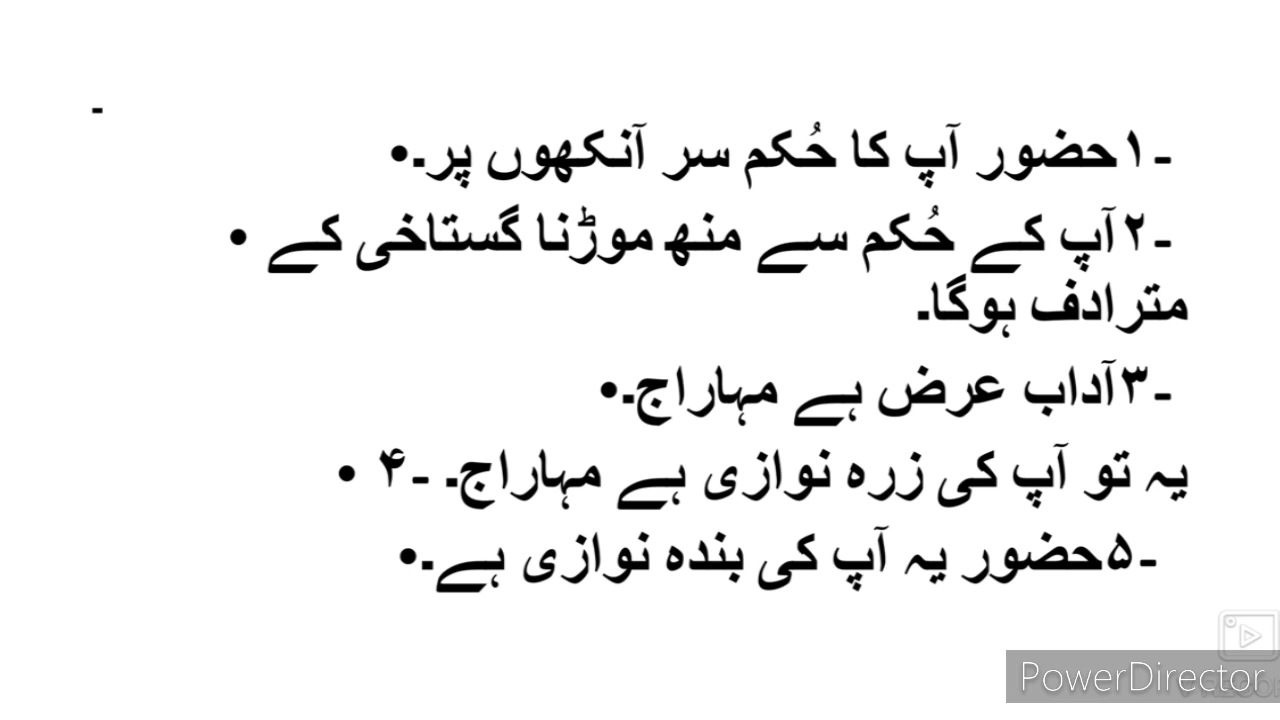 ۔۱حضور آپ کا حُکم سر آنکھوں پر۔•
۔۲آپ کے حُکم سے منھ موڑنا گستاخی کے •
مترادف ہوگا۔
۔۳آداب عرض ہے مہاراج۔•
یہ تو آپ کی زرہ نوازی ہے مہاراج۔ ۔۴ •
۔۵حضور یہ آپ کی بندہ نوازی ہے۔•
PowerDirector